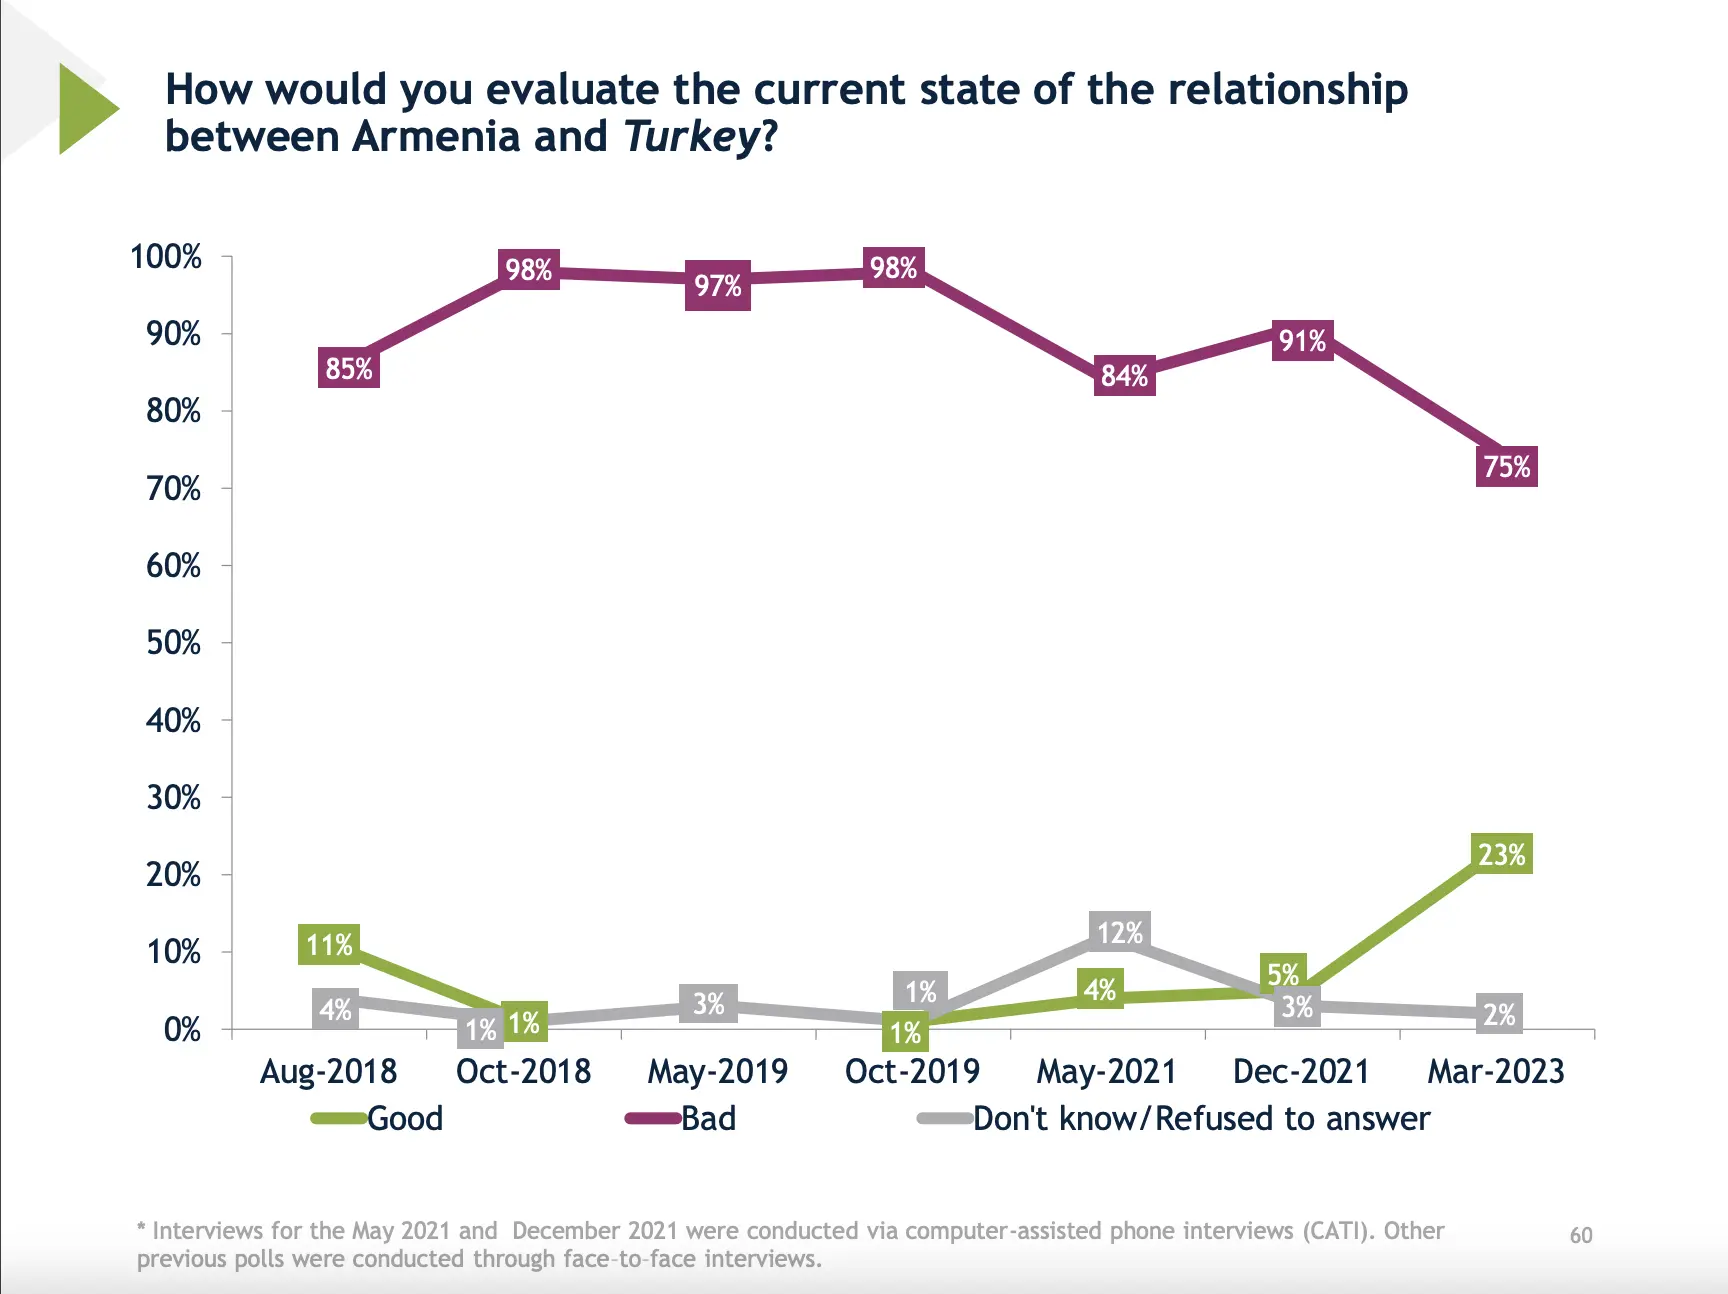 How would you evaluate the current state of the relationship
between Armenia and Turkey?
100%
90%
80%
70%
60%
50%
40%
30%
20%
10%
0%
85%
98%
97%
98%
84%
91%
75%
11%
1%
1%
4%
5%
23%
4%
1%
3%
1%
12%
3%
2%
Aug-2018
Oct-2018
May-2019
Oct-2019
May-2021
Dec-2021
Mar-2023
Good
Bad
Don't know/Refused to answer
* Interviews for the May 2021 and December 2021 were conducted via computer-assisted phone interviews (CATI). Other
previous polls were conducted through face-to-face interviews.
60